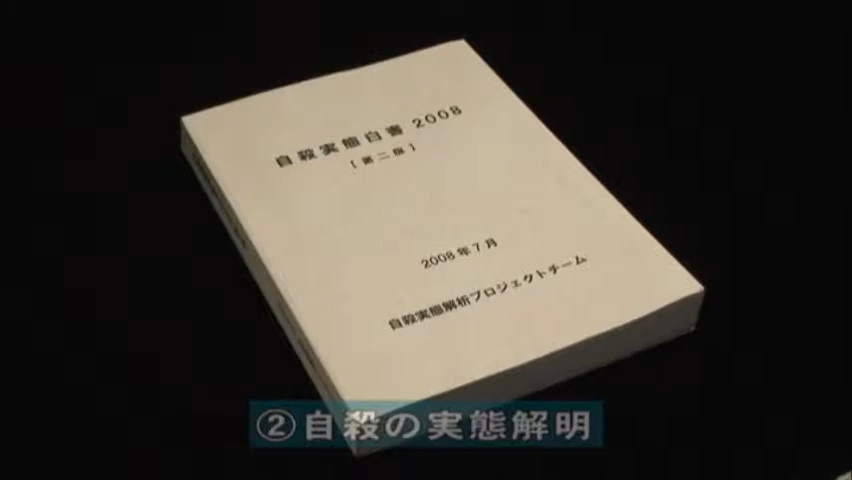 自殺実態白書 2008
[第二版]
2008年7月
自殺実態解析プロジェクトチーム
②自殺の実態解明